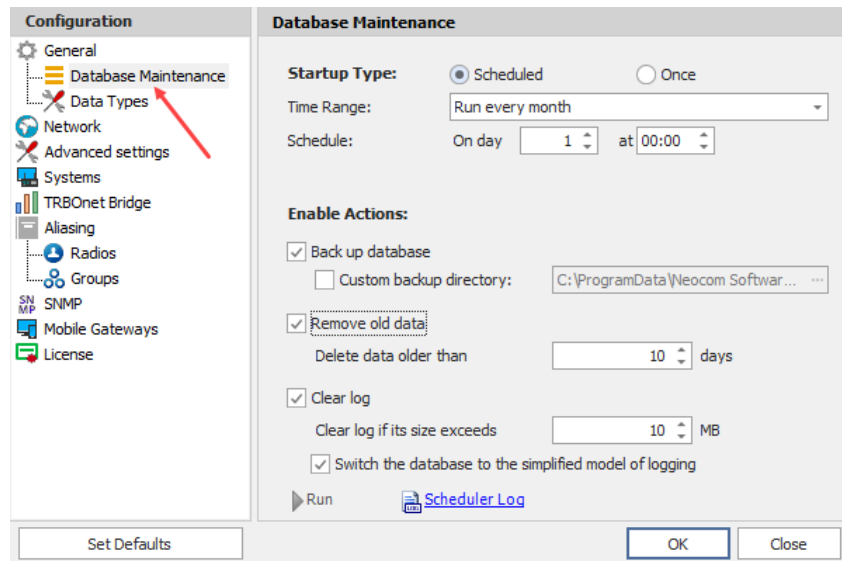 Configuration
General
Database Maintenance
Data Types
Network
Advanced settings
Systems
TRBOnet Bridge
Aliasing
Radios
Groups
SN
MP
SNMP
Mobile Gateways
License
Set Defaults
Database Maintenance
Startup Type: Scheduled Once
Time Range: Run every month
Schedule: On day 1 at 00:00
Enable Actions:
Back up database
Custom backup directory: C:\ProgramData\Neocom Softwar... ...
Remove old data
Delete data older than 10 days
Clear log
Clear log if its size exceeds 10 MB
Switch the database to the simplified model of logging
Run LOG Scheduler Log
OK Close